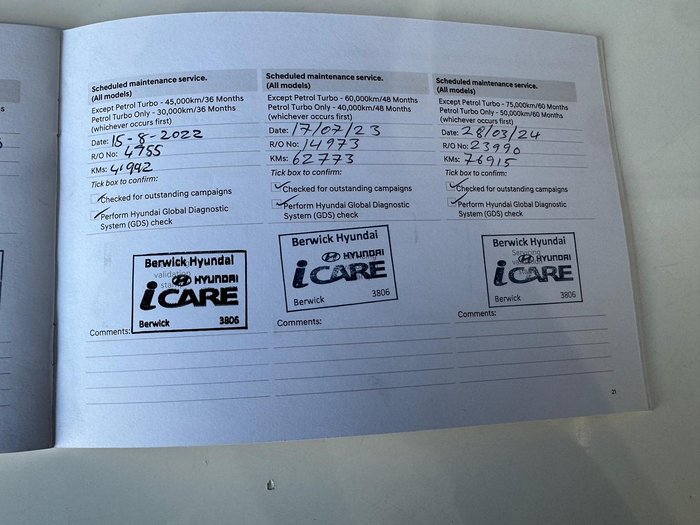 Scheduled maintenance service.
(All models)
Except Petrol Turbo - 45,000km/36 Months
Petrol Turbo Only - 30,000km/36 Months
(whichever occurs first)
Date: 15-8-2022
R/O No: 4755
KMs: 41992
Tick box to confirm:
Checked for outstanding campaigns
Perform Hyundai Global Diagnostic
System (GDS) check
Berwick Hyundai
validation
HYUNDAI
iCARE
Berwick 3806
Comments:
Scheduled maintenance service.
(All models)
Except Petrol Turbo - 60,000km/48 Months
Petrol Turbo Only - 40,000km/48 Months
(whichever occurs first)
Date: 17/07/23
R/O No: 14973
KMs: 62773
Tick box to confirm:
Checked for outstanding campaigns
Perform Hyundai Global Diagnostic
System (GDS) check
Berwick Hyundai
HYUNDAI
iCARE
Berwick 3806
Comments:
Scheduled maintenance service.
(All models)
Except Petrol Turbo - 75,000km/60 Months
Petrol Turbo Only - 50,000km/60 Months
(whichever occurs first)
Date: 28/03/24
R/O No: 23990
KMs: 76915
Tick box to confirm:
Checked for outstanding campaigns
Perform Hyundai Global Diagnostic
System (GDS) check
Berwick Hyundai
Servicing
HYUNDAI
iCARE
Berwick 3806
Comments:
21